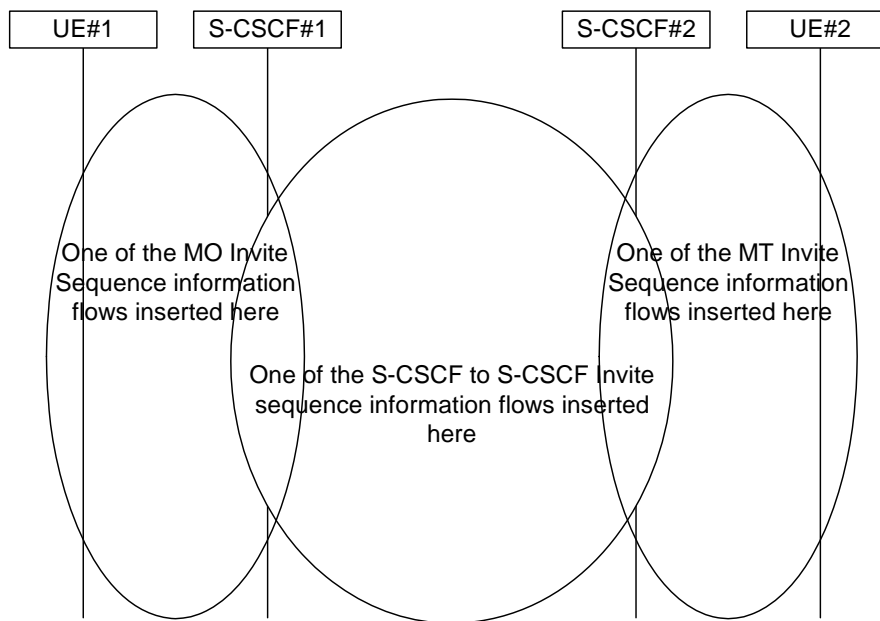 UE#1
S-CSCF#1
S-CSCF#2
UE#2
One of the MO Invite
Sequence information
flows inserted here
One of the MT Invite
Sequence information
flows inserted here
One of the S-CSCF to S-CSCF Invite
sequence information flows inserted
here